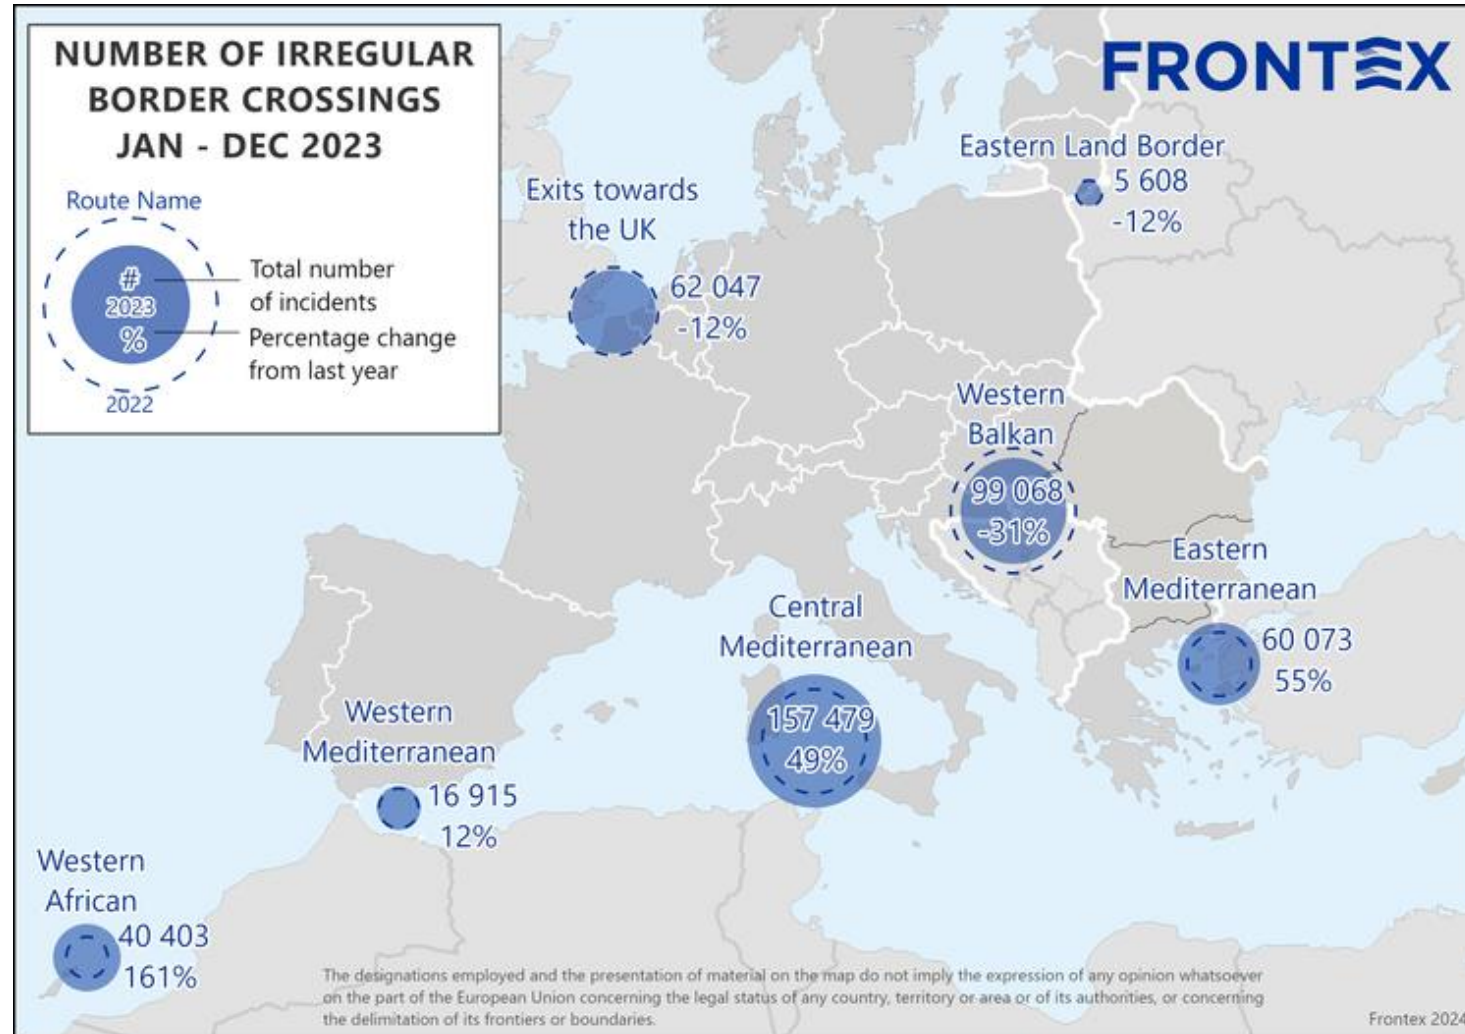 NUMBER OF IRREGULAR
BORDER CROSSINGS
JAN - DEC 2023
Route Name
#
2023
%
Total number
of incidents
Percentage change
from last year
2022
FRONTEX
Eastern Land Border
5 608
-12%
Exits towards
the UK
62 047
-12%
Western
Balkan
99 068
-31%
Eastern
Mediterranean
60 073
55%
Central
Mediterranean
157 479
49%
Western
Mediterranean
16 915
12%
Western
African
40 403
161%
The designations employed and the presentation of material on the map do not imply the expression of any opinion whatsoever
on the part of the European Union concerning the legal status of any country, territory or area or of its authorities, or concerning
the delimitation of its frontiers or boundaries.
Frontex 2024